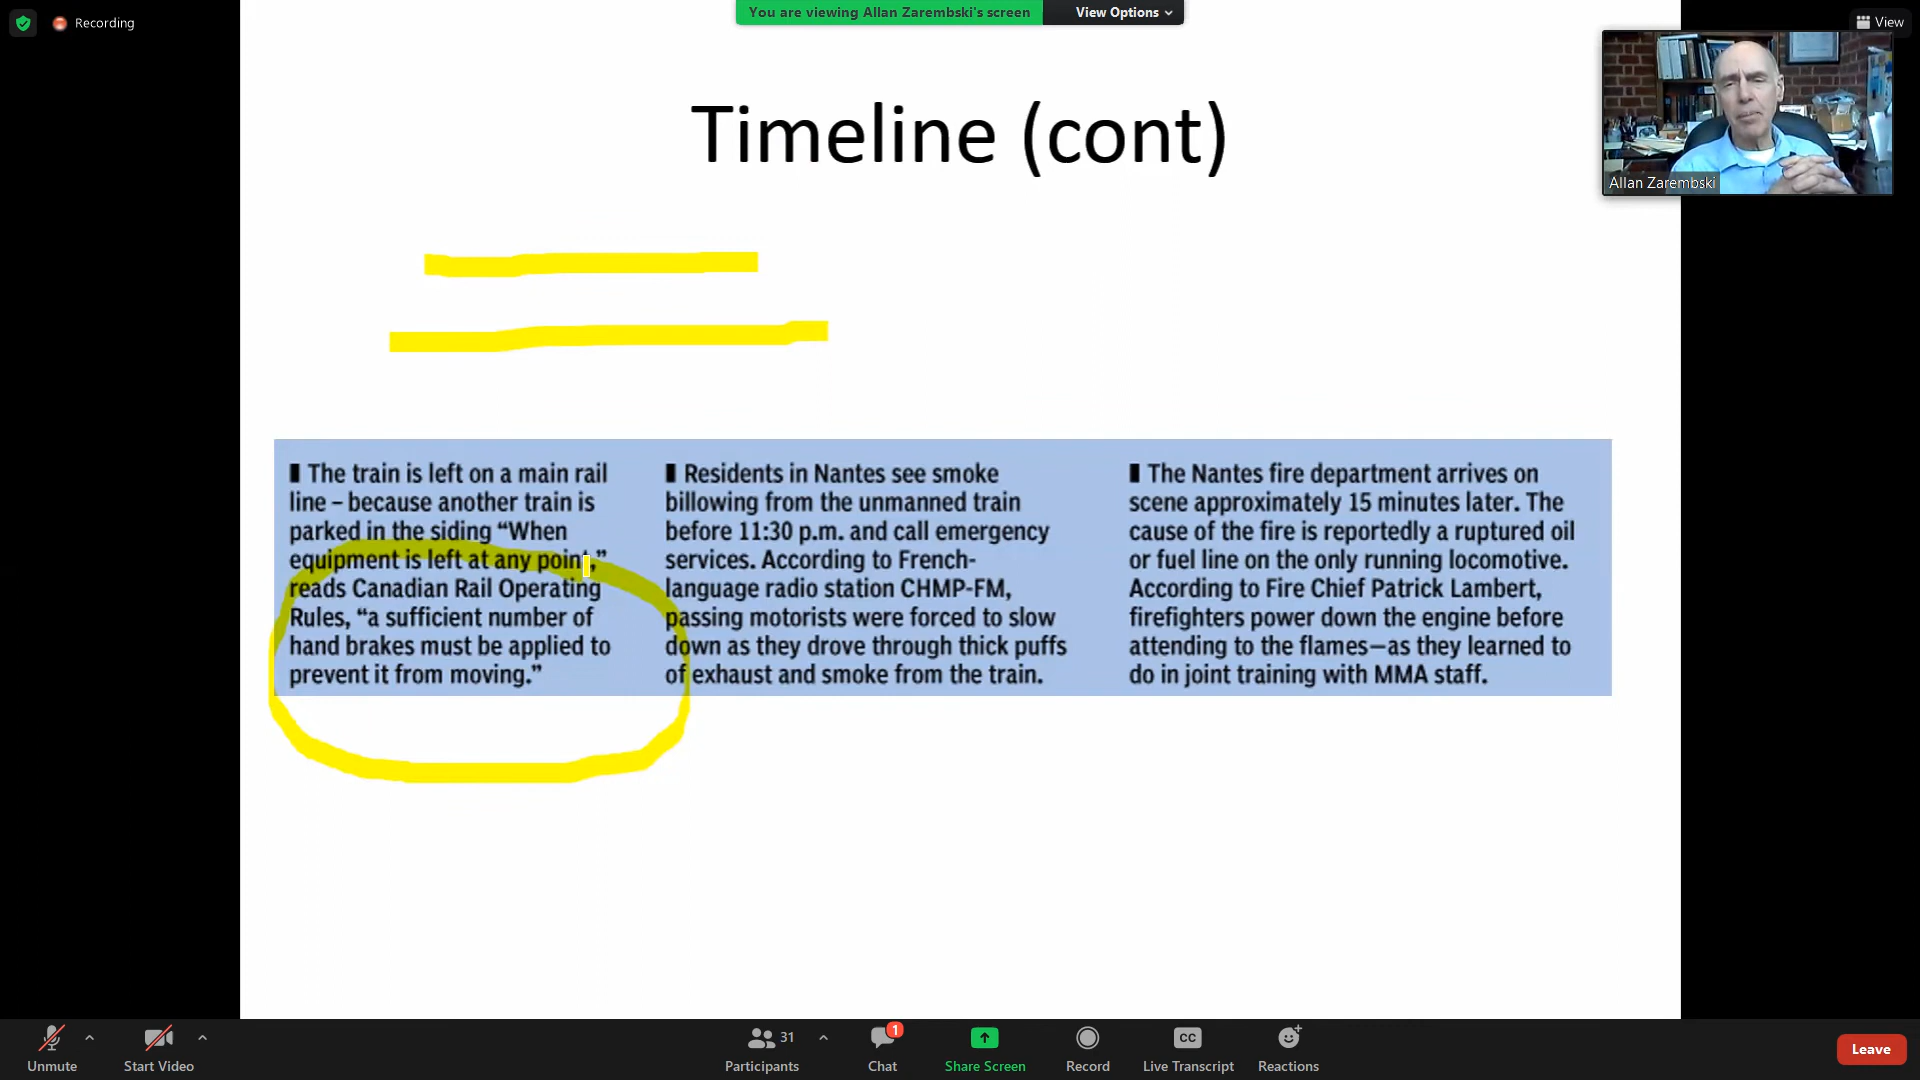 Recording
You are viewing Allan Zarembski's screen
View Options
View
Allan Zarembski
Timeline (cont)
The train is left on a main rail
line – because another train is
parked in the siding “When
equipment is left at any point,”
reads Canadian Rail Operating
Rules, “a sufficient number of
hand brakes must be applied to
prevent it from moving.”
Residents in Nantes see smoke
billowing from the unmanned train
before 11:30 p.m. and call emergency
services. According to French-
language radio station CHMP-FM,
passing motorists were forced to slow
down as they drove through thick puffs
of exhaust and smoke from the train.
The Nantes fire department arrives on
scene approximately 15 minutes later. The
cause of the fire is reportedly a ruptured oil
or fuel line on the only running locomotive.
According to Fire Chief Patrick Lambert,
firefighters power down the engine before
attending to the flames—as they learned to
do in joint training with MMA staff.
Unmute
Start Video
31
Participants
1
Chat
Share Screen
Record
CC
Live Transcript
Reactions
Leave